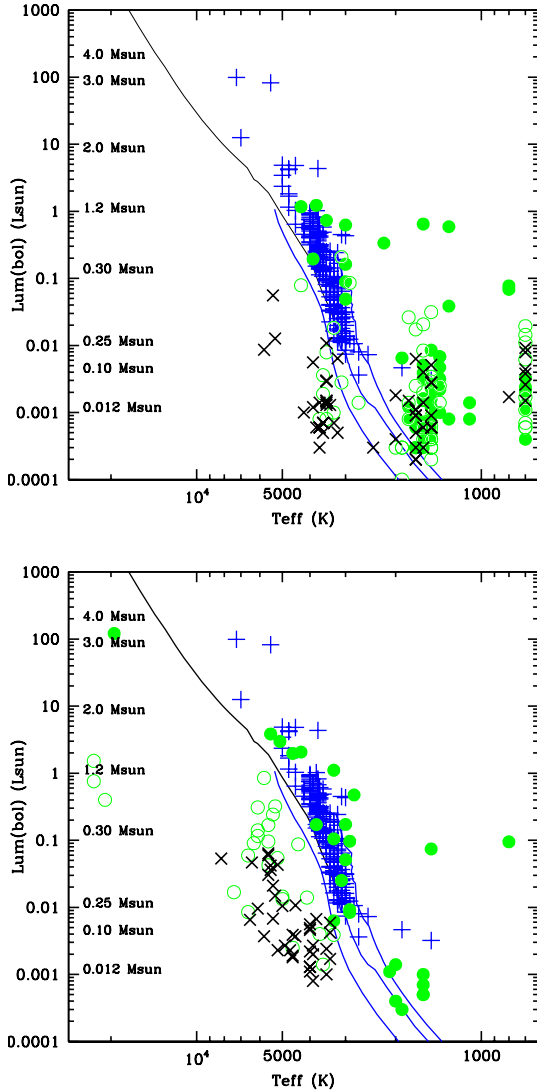 1000
100
10
1
0.1
0.01
0.001
0.0001
Lum(bol) (Lsun)
4.0 Msun
3.0 Msun
2.0 Msun
1.2 Msun
0.30 Msun
0.25 Msun
0.10 Msun
0.012 Msun
10⁴
5000
1000
Teff (K)
1000
100
10
1
0.1
0.01
0.001
0.0001
Lum(bol) (Lsun)
4.0 Msun
3.0 Msun
2.0 Msun
1.2 Msun
0.30 Msun
0.25 Msun
0.10 Msun
0.012 Msun
10⁴
5000
1000
Teff (K)